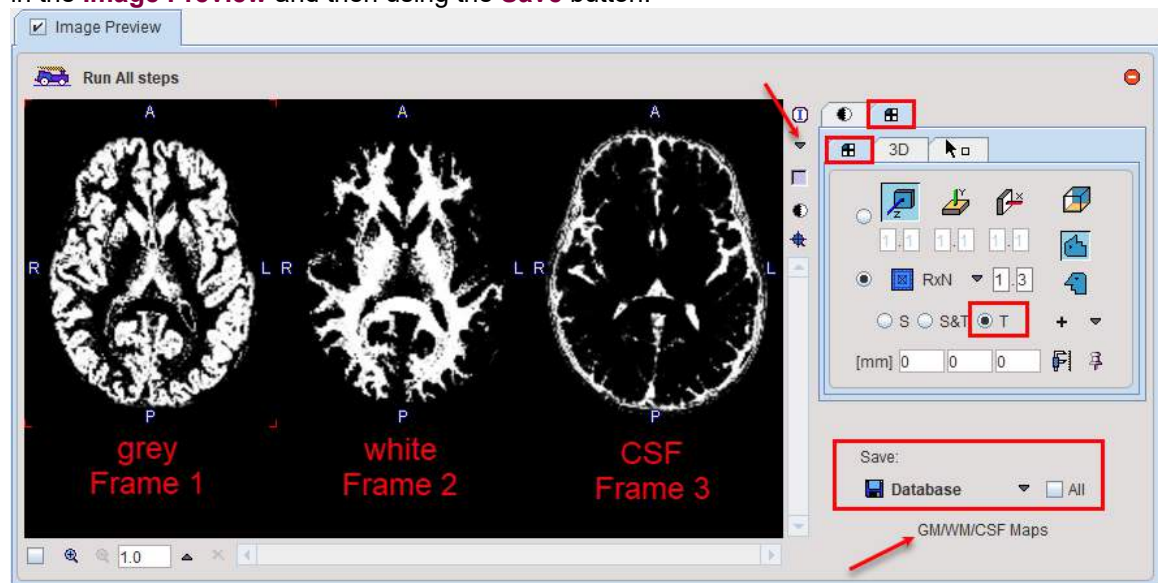 in the Image Preview and then using the Save button.
Image Preview
Run All steps
A A A
3D
R L R L R L
1 .1 1 .1 1 .1
RxN 1 .3
S S&T T
[mm] 0 0 0
P P P
grey white CSF
Frame 1 Frame 2 Frame 3
Save:
Database All
GM/WM/CSF Maps
1.0